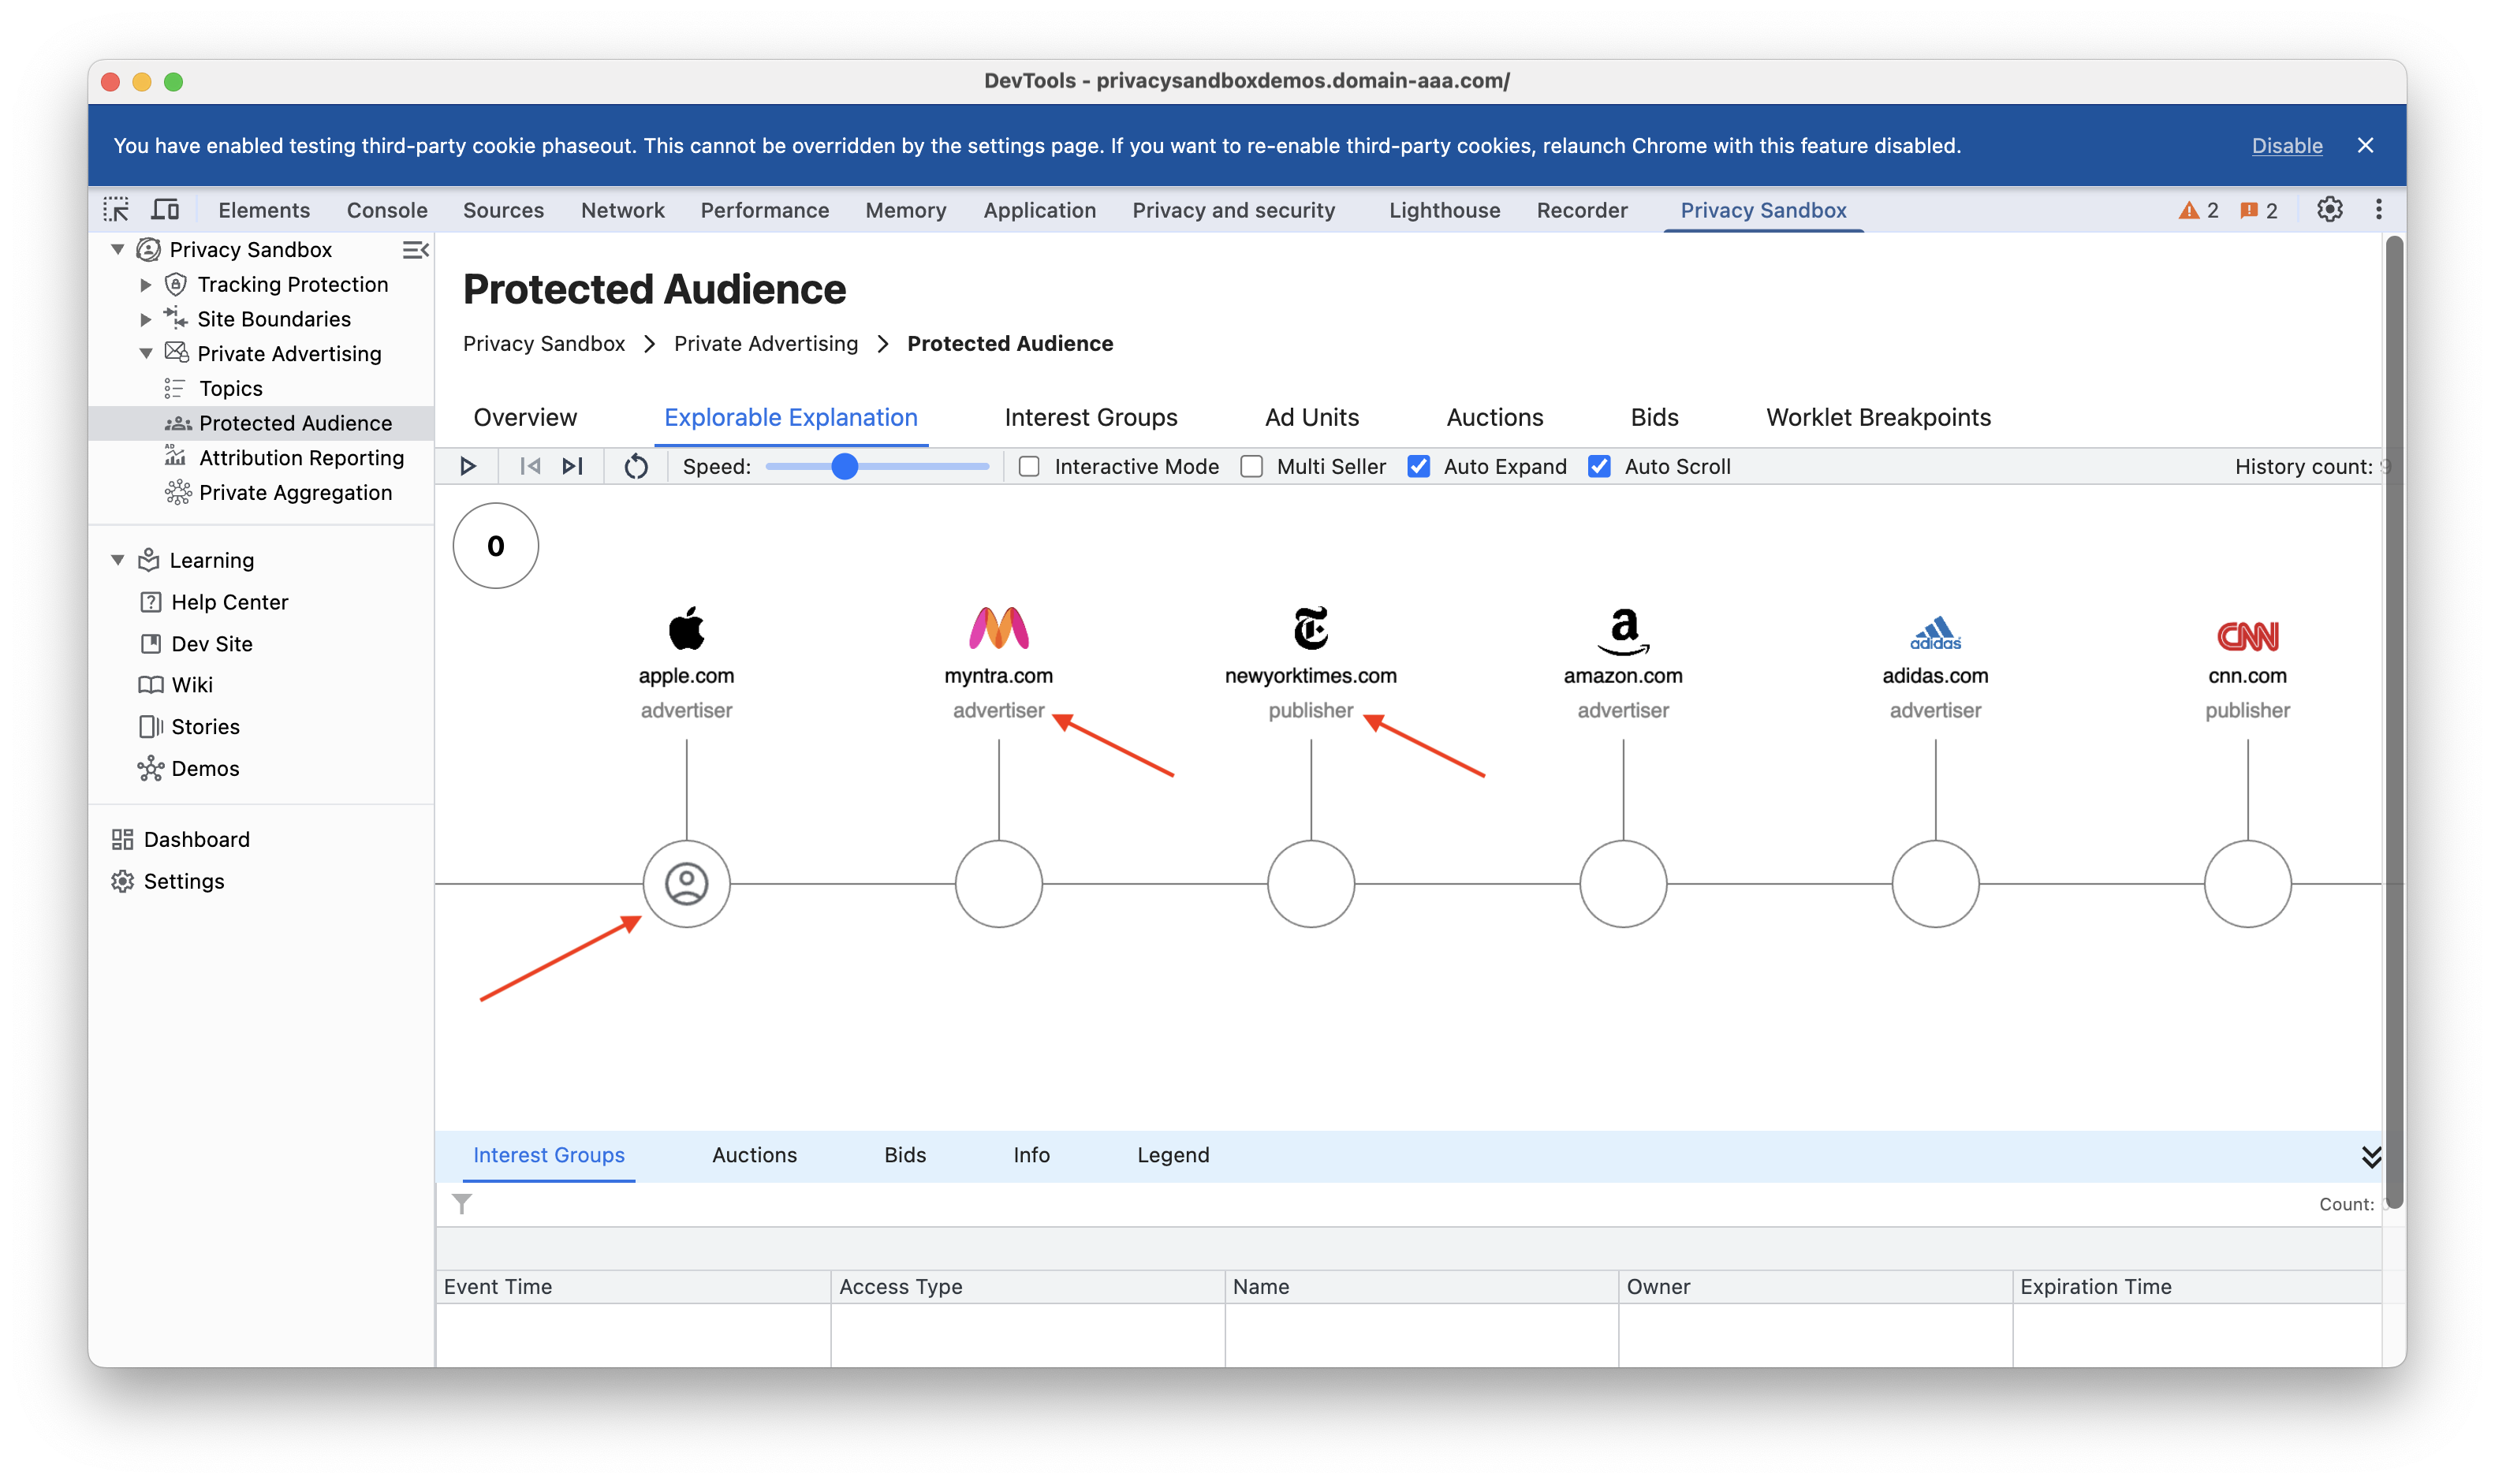 DevTools - privacysandboxdemos.domain-aaa.com/
You have enabled testing third-party cookie phaseout. This cannot be overridden by the settings page. If you want to re-enable third-party cookies, relaunch Chrome with this feature disabled. Disable
Elements Console Sources Network Performance Memory Application Privacy and security Lighthouse Recorder Privacy Sandbox 2 2
Privacy Sandbox
Tracking Protection
Site Boundaries
Private Advertising
Topics
Protected Audience
Attribution Reporting
Private Aggregation
Learning
Help Center
Dev Site
Wiki
Stories
Demos
Dashboard
Settings
Protected Audience
Privacy Sandbox > Private Advertising > Protected Audience
Overview Explorable Explanation Interest Groups Ad Units Auctions Bids Worklet Breakpoints
Speed: Interactive Mode Multi Seller Auto Expand Auto Scroll History count: 9
0
adidas CNN
apple.com myntra.com newyorktimes.com amazon.com adidas.com cnn.com
advertiser advertiser publisher advertiser advertiser publisher
Interest Groups Auctions Bids Info Legend
Count:
Event Time Access Type Name Owner Expiration Time